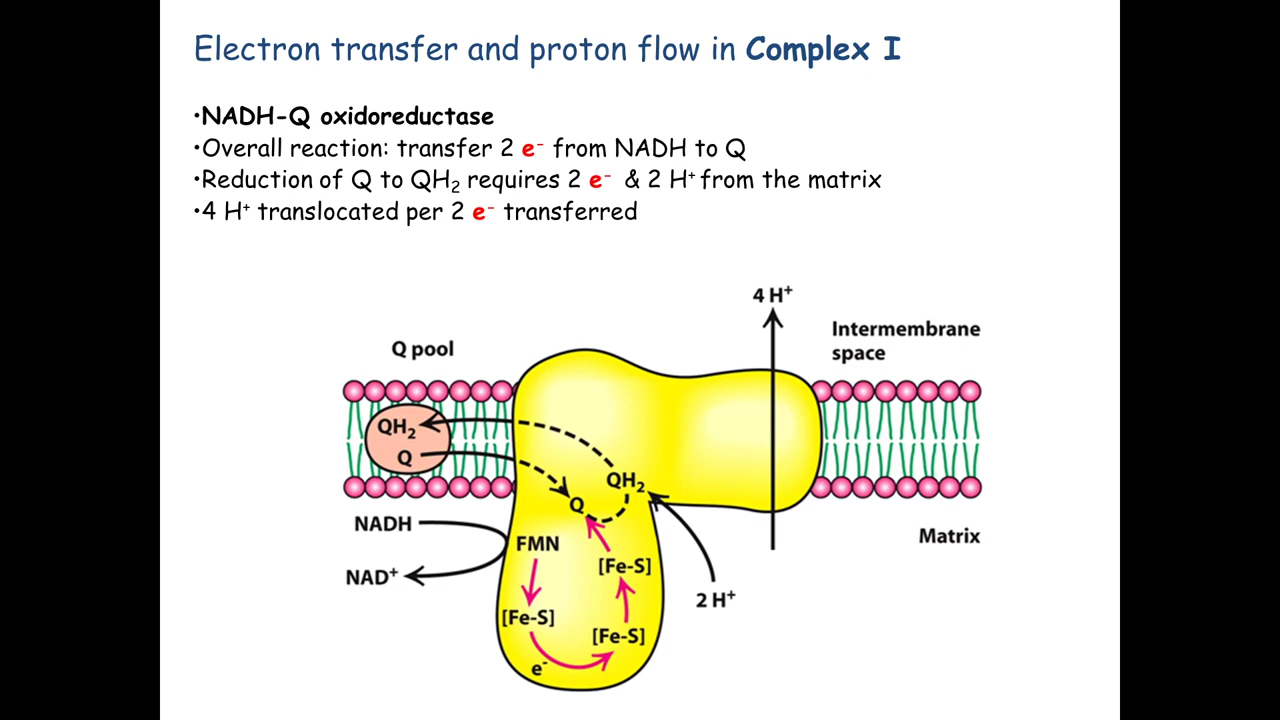 Electron transfer and proton flow in Complex I
•NADH-Q oxidoreductase
•Overall reaction: transfer 2 e⁻ from NADH to Q
•Reduction of Q to QH₂ requires 2 e⁻ & 2 H⁺ from the matrix
•4 H⁺ translocated per 2 e⁻ transferred
4 H⁺
Intermembrane
space
Q pool
QH₂
Q
QH₂
Q
NADH
FMN
Matrix
NAD⁺
[Fe-S]
2 H⁺
[Fe-S]
[Fe-S]
e⁻